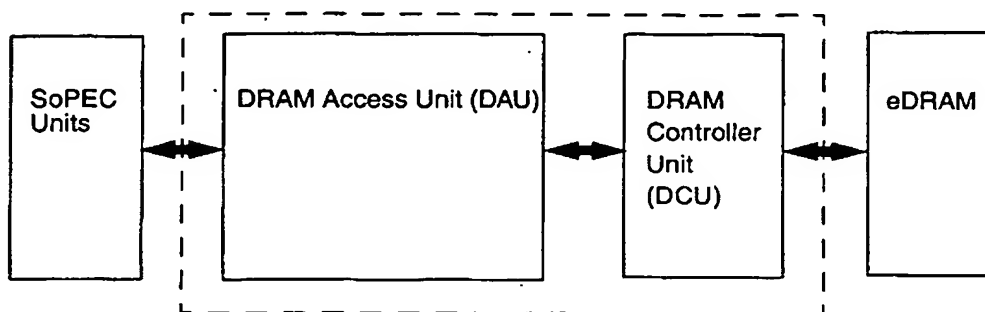 SoPEC
Units
DRAM Access Unit (DAU)
DRAM
Controller
Unit
(DCU)
eDRAM